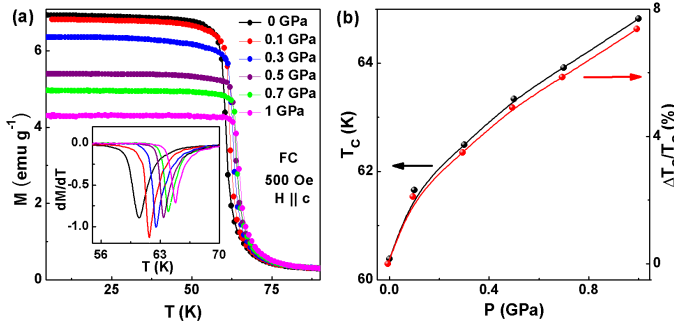 (a)
0 GPa
0.1 GPa
0.3 GPa
0.5 GPa
0.7 GPa
1 GPa
FC
500 Oe
H || c
M (emu g⁻¹)
6
4
2
0
0
25
50
75
T (K)
0.0
-0.5
-1.0
dM/dT
56
63
70
T (K)
(b)
T_C (K)
64
62
60
0.0
0.4
0.8
P (GPa)
8
4
0
ΔT_C/T_C (%)